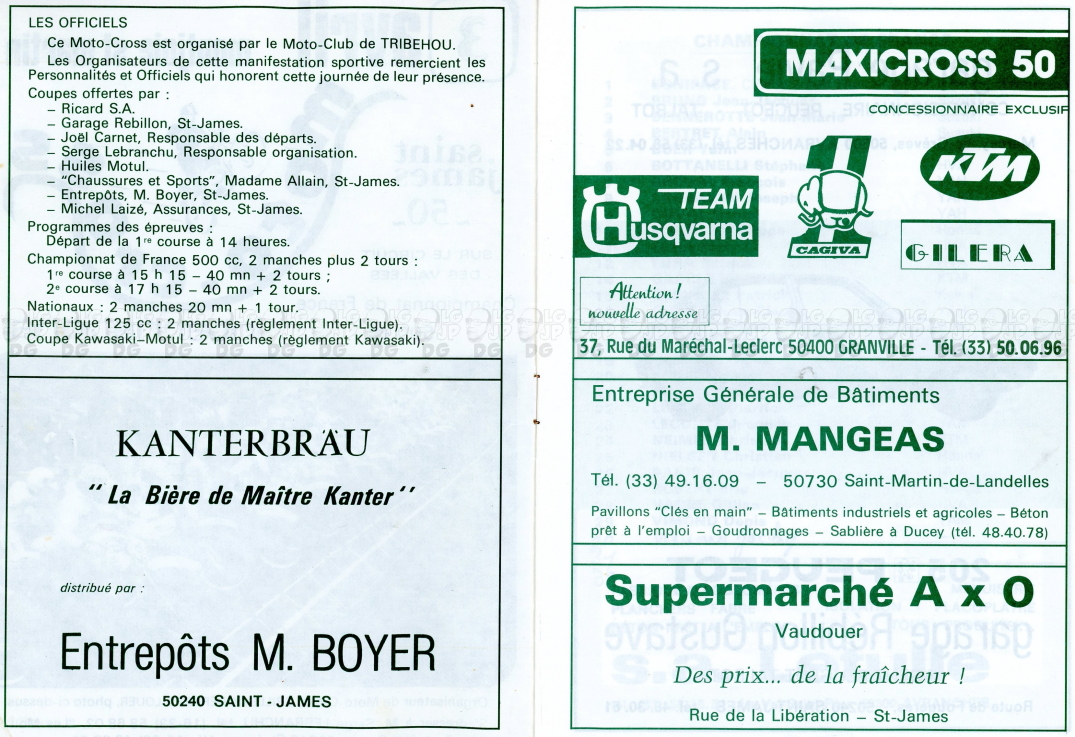 LES OFFICIELS
Ce Moto-Cross est organisé par le Moto-Club de TRIBEHOU.
Les Organisateurs de cette manifestation sportive remercient les
Personnalités et Officiels qui honorent cette journée de leur présence.
Coupes offertes par :
– Ricard S.A.
– Garage Rebillon, St-James.
– Joël Carnet, Responsable des départs.
– Serge Lebranchu, Responsable organisation.
– Huiles Motul.
– “Chaussures et Sports”, Madame Allain, St-James.
– Entrepôts, M. Boyer, St-James.
– Michel Laizé, Assurances, St-James.
Programmes des épreuves :
Départ de la 1re course à 14 heures.
Championnat de France 500 cc, 2 manches plus 2 tours :
1re course à 15 h 15 – 40 mn + 2 tours ;
2e course à 17 h 15 – 40 mn + 2 tours.
Nationaux : 2 manches 20 mn + 1 tour.
Inter-Ligue 125 cc : 2 manches (règlement Inter-Ligue).
Coupe Kawasaki–Motul : 2 manches (règlement Kawasaki).
KANTERBRÄU
“La Bière de Maître Kanter”
distribué par :
Entrepôts M. BOYER
50240 SAINT - JAMES
MAXICROSS 50
CONCESSIONNAIRE EXCLUSIF
TEAM
Husqvarna
CAGIVA
KTM
GILERA
Attention !
nouvelle adresse
37, Rue du Maréchal-Leclerc 50400 GRANVILLE - Tél. (33) 50.06.96
Entreprise Générale de Bâtiments
M. MANGEAS
Tél. (33) 49.16.09 – 50730 Saint-Martin-de-Landelles
Pavillons “Clés en main” – Bâtiments industriels et agricoles – Béton
prêt à l'emploi – Goudronnages – Sablière à Ducey (tél. 48.40.78)
Supermarché A x O
Vaudouer
Des prix... de la fraîcheur !
Rue de la Libération – St-James